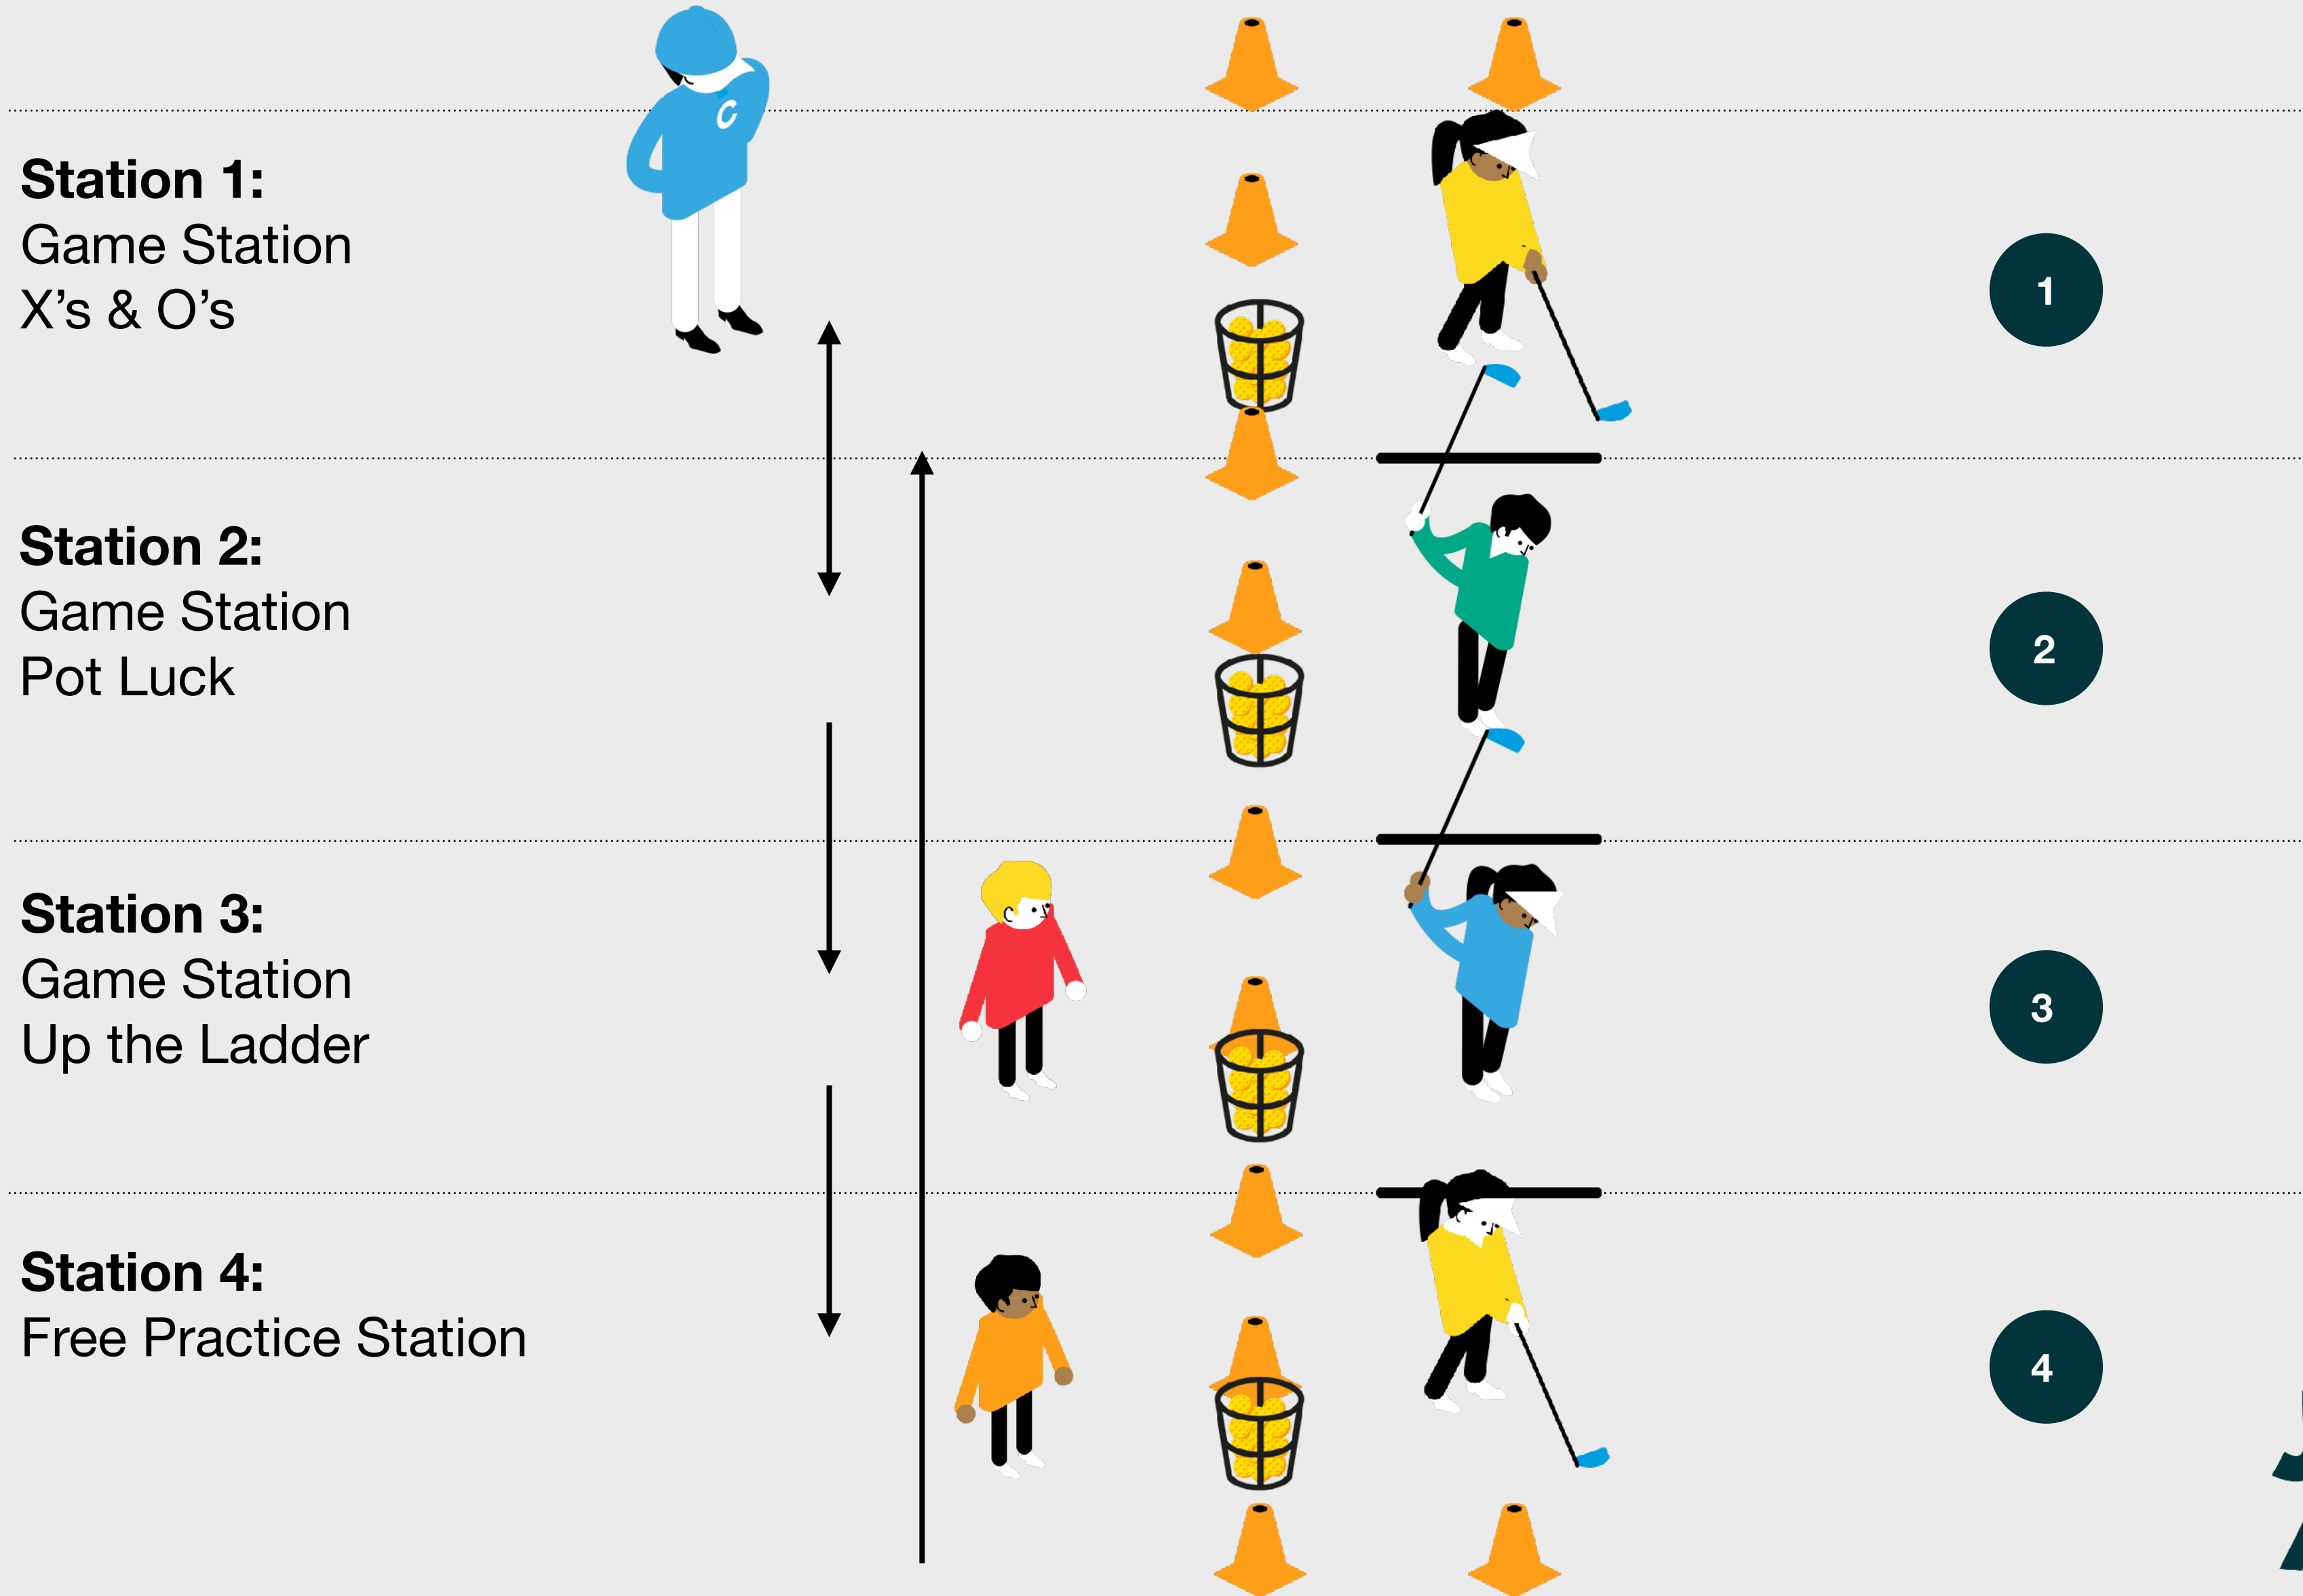 C
Station 1:
Game Station
X’s & O’s
1
Station 2:
Game Station
Pot Luck
2
Station 3:
Game Station
Up the Ladder
3
Station 4:
Free Practice Station
4